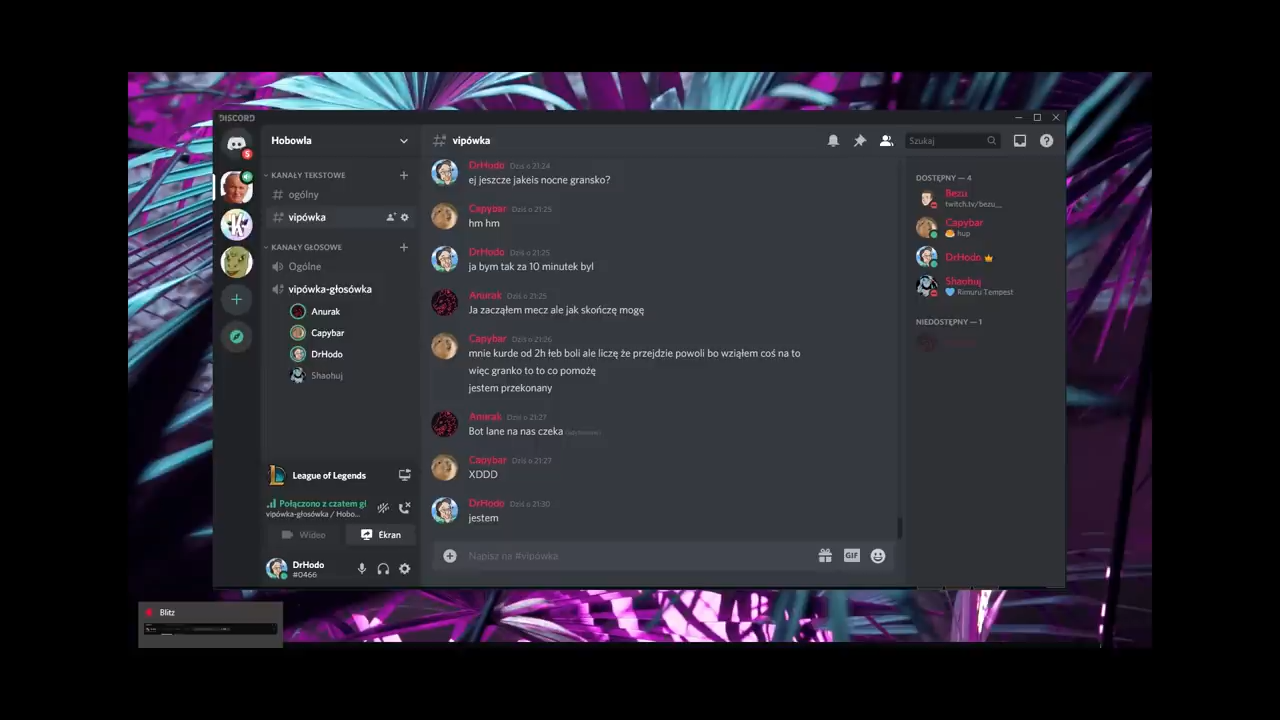 DISCORD
Hobowla
KANAŁY TEKSTOWE
ogólny
vipówka
KANAŁY GŁOSOWE
Ogólne
vipówka-głosówka
Anurak
Capybar
DrHodo
Shaohuj
League of Legends
Połączono z czatem gł
vipówka-głosówka / Hobo...
Wideo
Ekran
DrHodo
#0466
5
vipówka
Szukaj
DrHodo Dziś o 21:24
ej jeszcze jakeis nocne gransko?
Capybar Dziś o 21:25
hm hm
DrHodo Dziś o 21:25
ja bym tak za 10 minutek byl
Anurak Dziś o 21:25
Ja zacząłem mecz ale jak skończę mogę
Capybar Dziś o 21:26
mnie kurde od 2h łeb boli ale liczę że przejdzie powoli bo wziąłem coś na to
więc granko to to co pomożę
jestem przekonany
Anurak Dziś o 21:27
Bot lane na nas czeka
Capybar Dziś o 21:27
XDDD
DrHodo Dziś o 21:30
jestem
Napisz na #vipówka
GIF
DOSTĘPNY — 4
Bezu
twitch.tv/bezu__
Capybar
hup
DrHodo
Shaohuj
Rimuru Tempest
NIEDOSTĘPNY — 1
Blitz